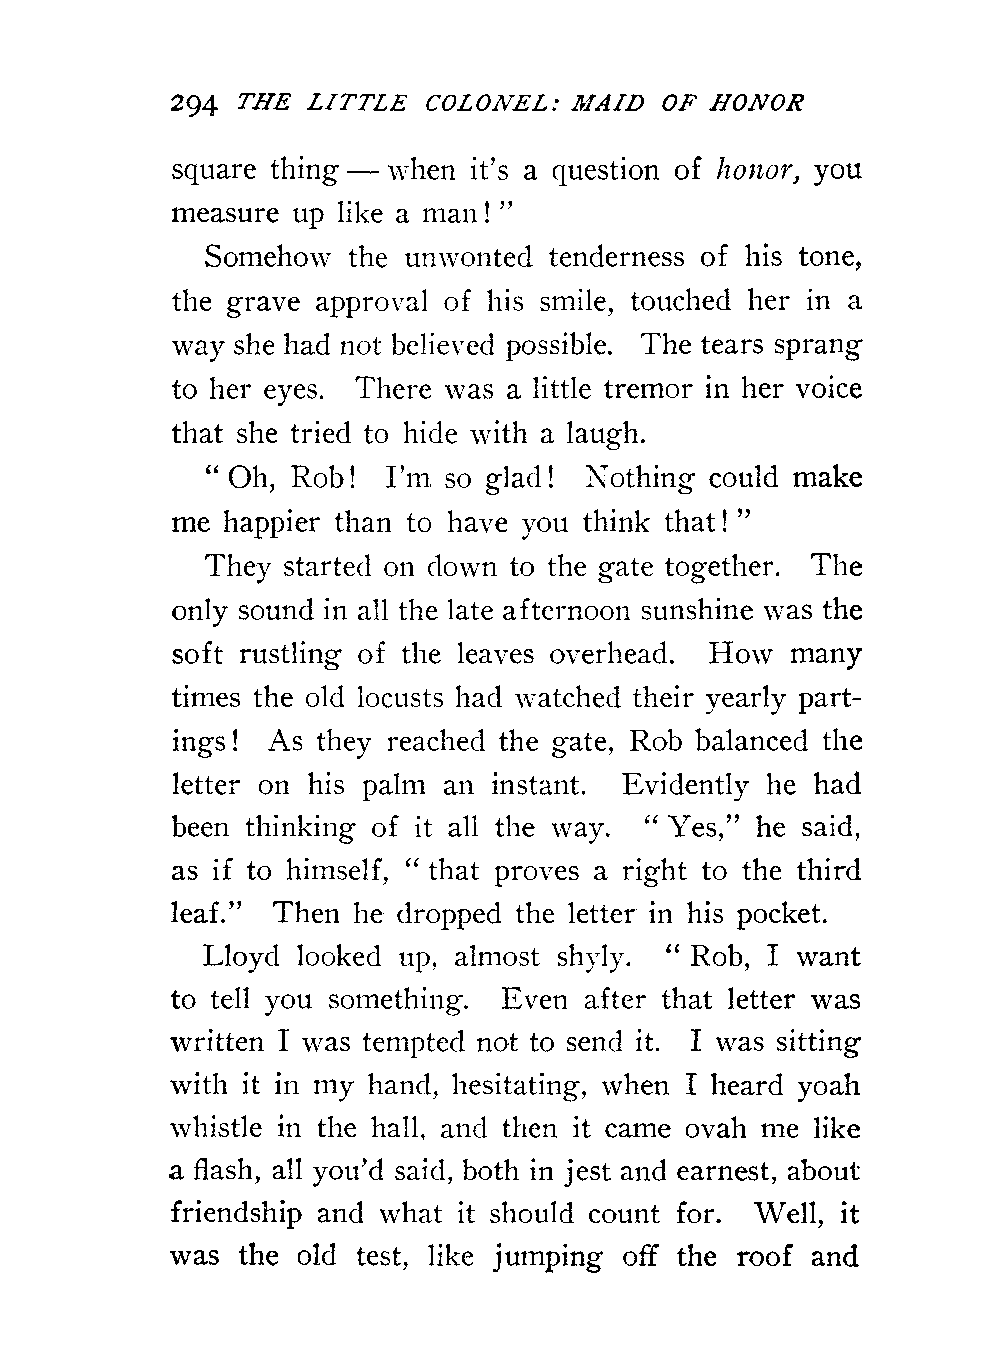 294 THE LITTLE COLONEL: MAID OF HONOR
square thing — when it's a question of honor, you
measure up like a man!"
Somehow the unwonted tenderness of his tone,
the grave approval of his smile, touched her in a
way she had not believed possible. The tears sprang
to her eyes. There was a little tremor in her voice
that she tried to hide with a laugh.
"Oh, Rob! I'm so glad! Nothing could make
me happier than to have you think that!"
They started on down to the gate together. The
only sound in all the late afternoon sunshine was the
soft rustling of the leaves overhead. How many
times the old locusts had watched their yearly part-
ings! As they reached the gate, Rob balanced the
letter on his palm an instant. Evidently he had
been thinking of it all the way. "Yes," he said,
as if to himself, "that proves a right to the third
leaf." Then he dropped the letter in his pocket.
Lloyd looked up, almost shyly. "Rob, I want
to tell you something. Even after that letter was
written I was tempted not to send it. I was sitting
with it in my hand, hesitating, when I heard yoah
whistle in the hall, and then it came ovah me like
a flash, all you'd said, both in jest and earnest, about
friendship and what it should count for. Well, it
was the old test, like jumping off the roof and